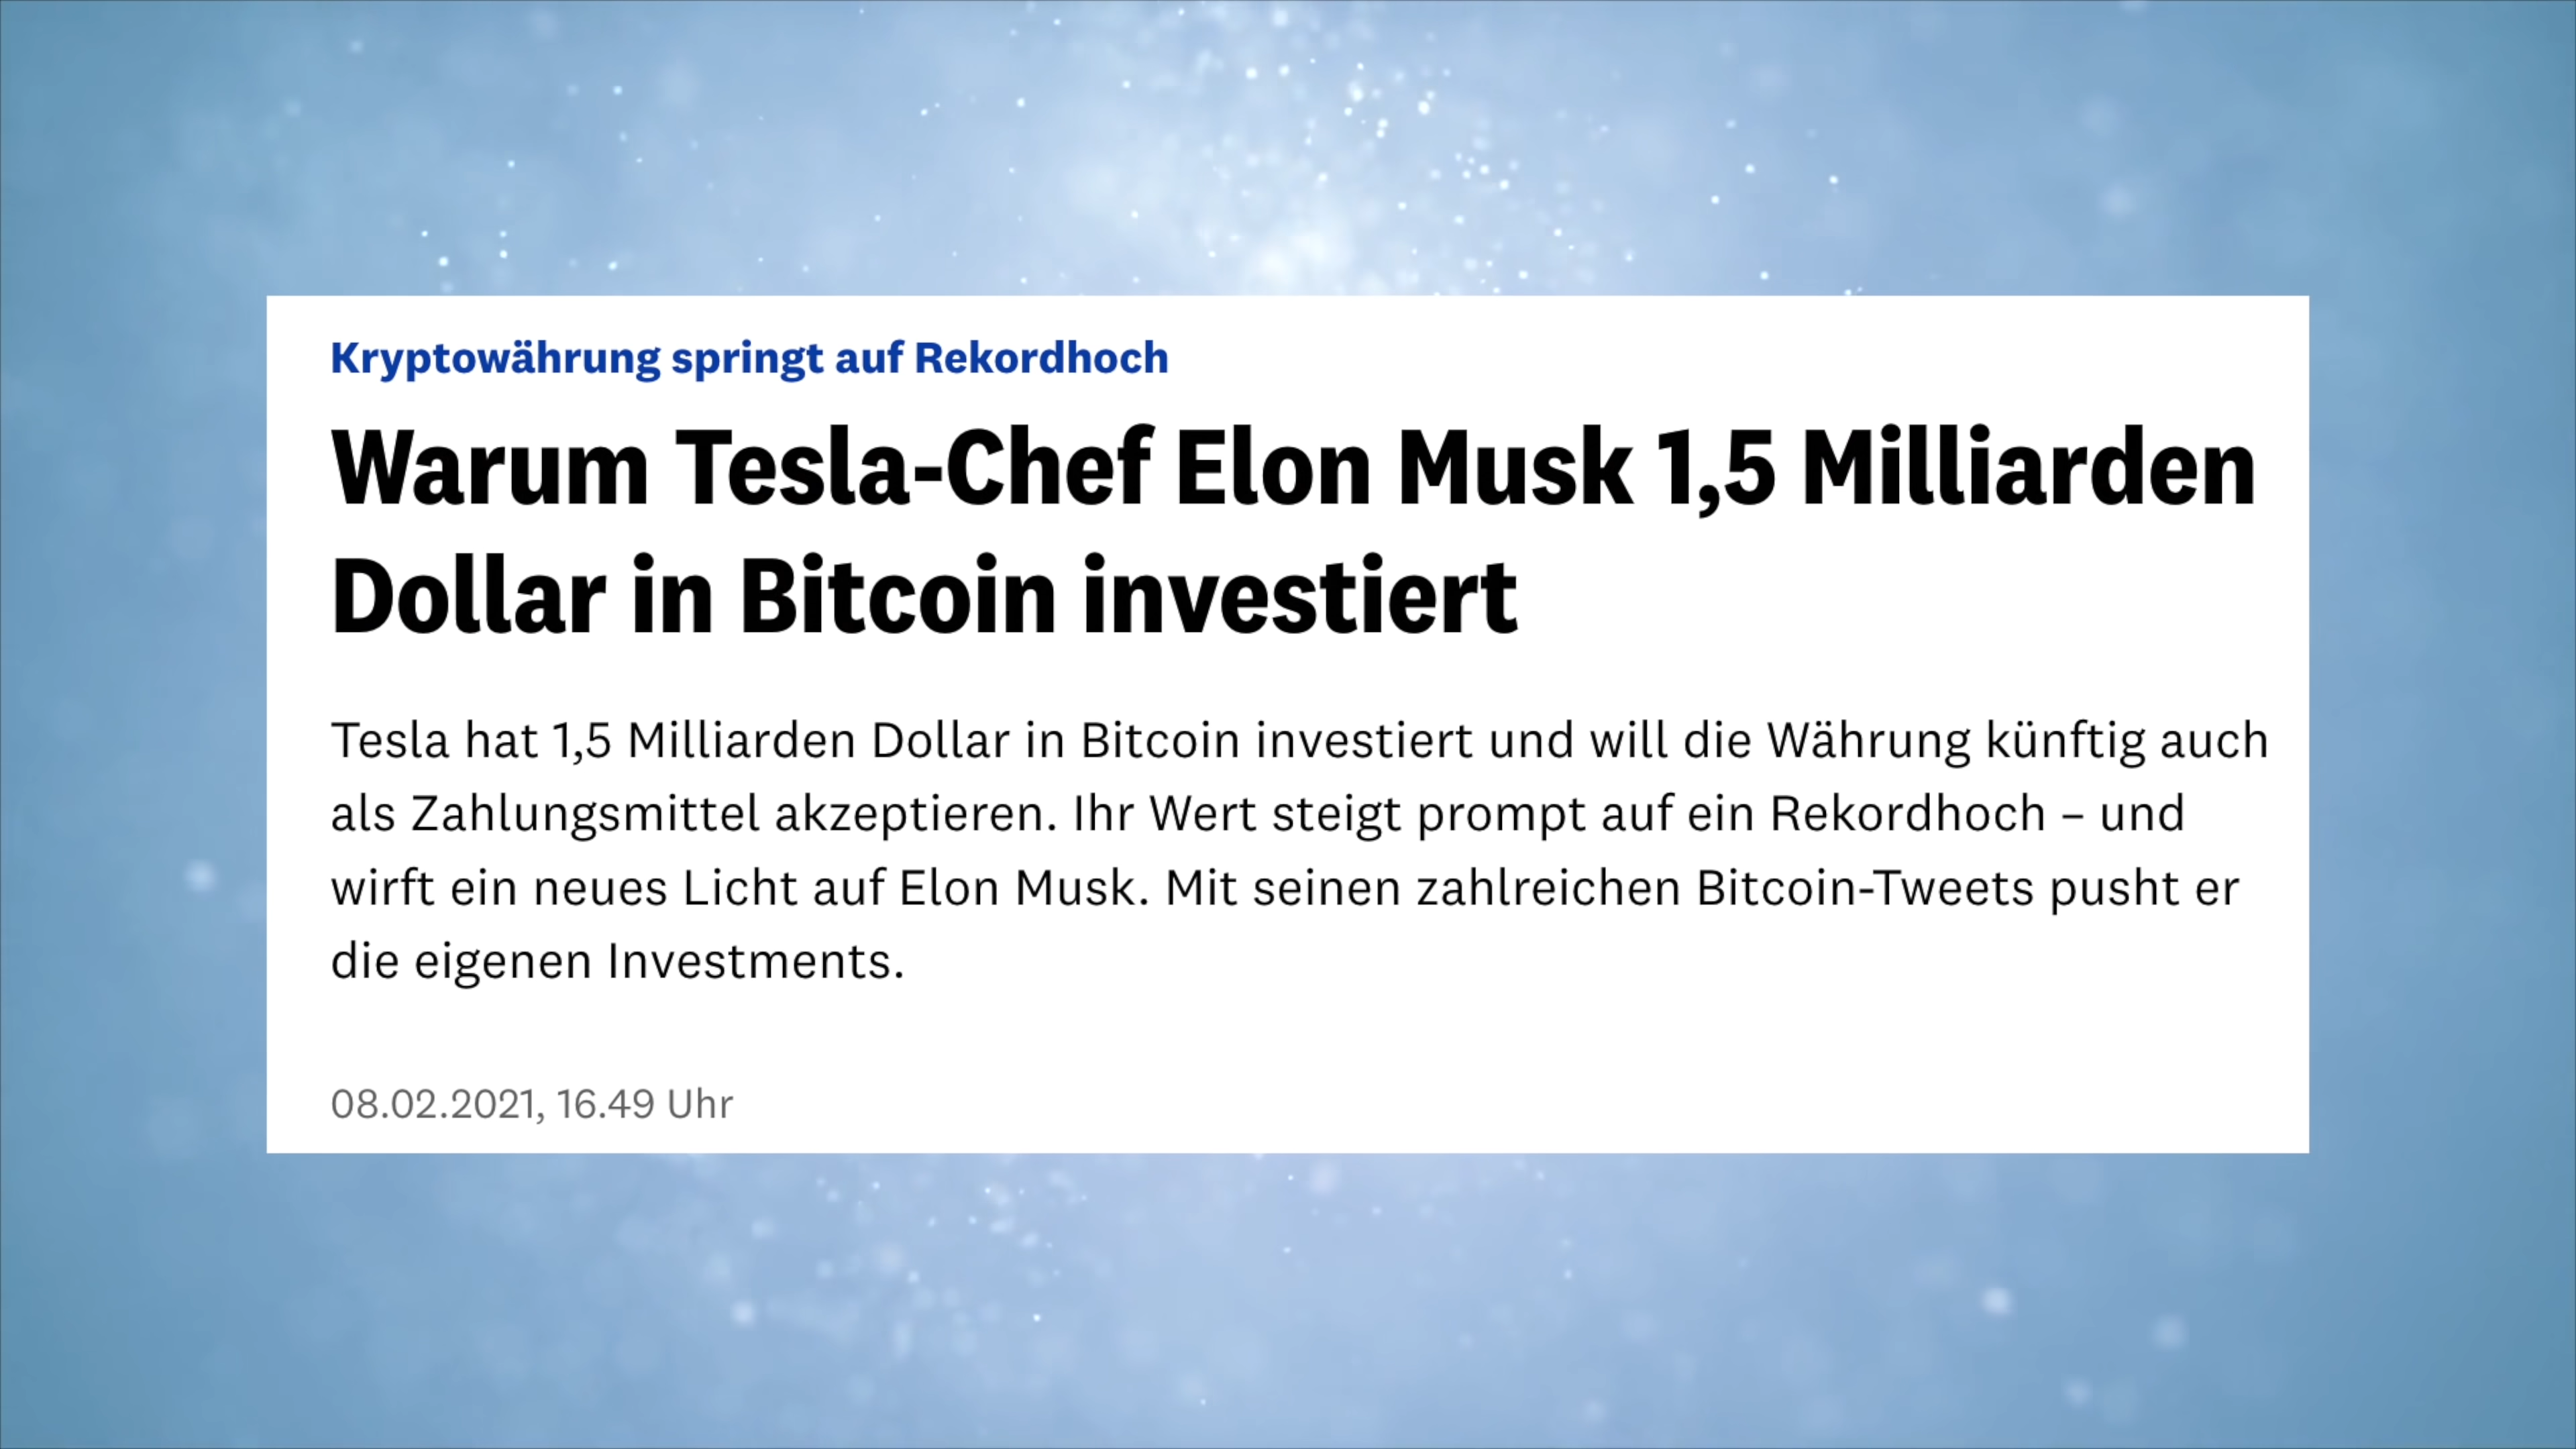 Kryptowährung springt auf Rekordhoch
Warum Tesla-Chef Elon Musk 1,5 Milliarden
Dollar in Bitcoin investiert
Tesla hat 1,5 Milliarden Dollar in Bitcoin investiert und will die Währung künftig auch
als Zahlungsmittel akzeptieren. Ihr Wert steigt prompt auf ein Rekordhoch – und
wirft ein neues Licht auf Elon Musk. Mit seinen zahlreichen Bitcoin-Tweets pusht er
die eigenen Investments.
08.02.2021, 16.49 Uhr